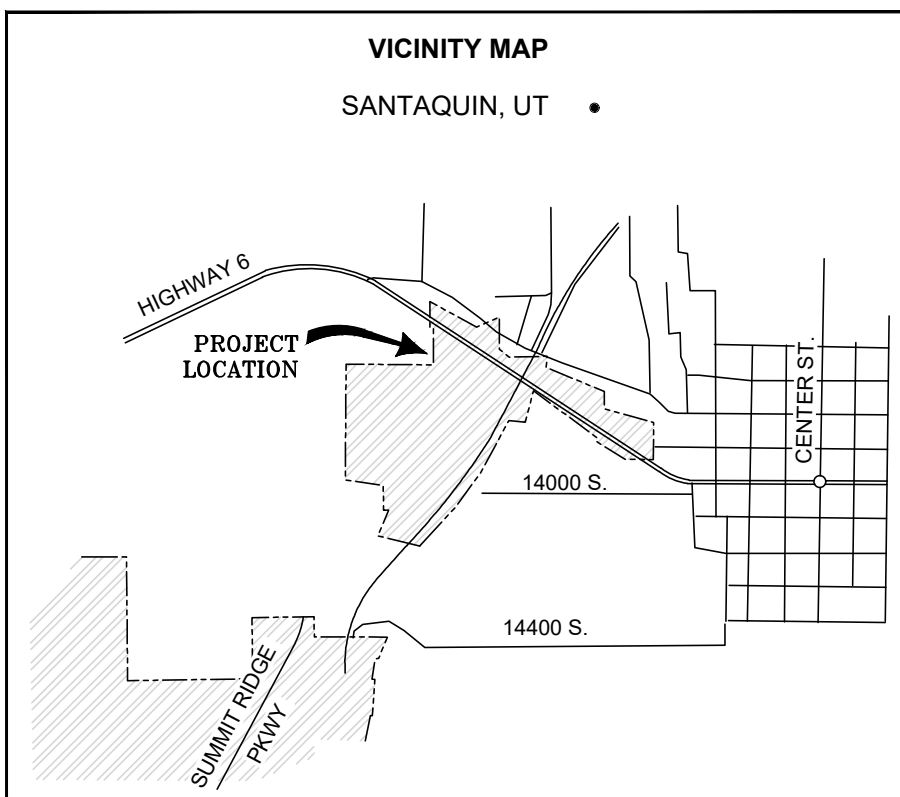 VICINITY MAP
SANTAQUIN, UT
HIGHWAY 6
PROJECT
LOCATION
CENTER ST.
14000 S.
14400 S.
SUMMIT RIDGE
PKWY